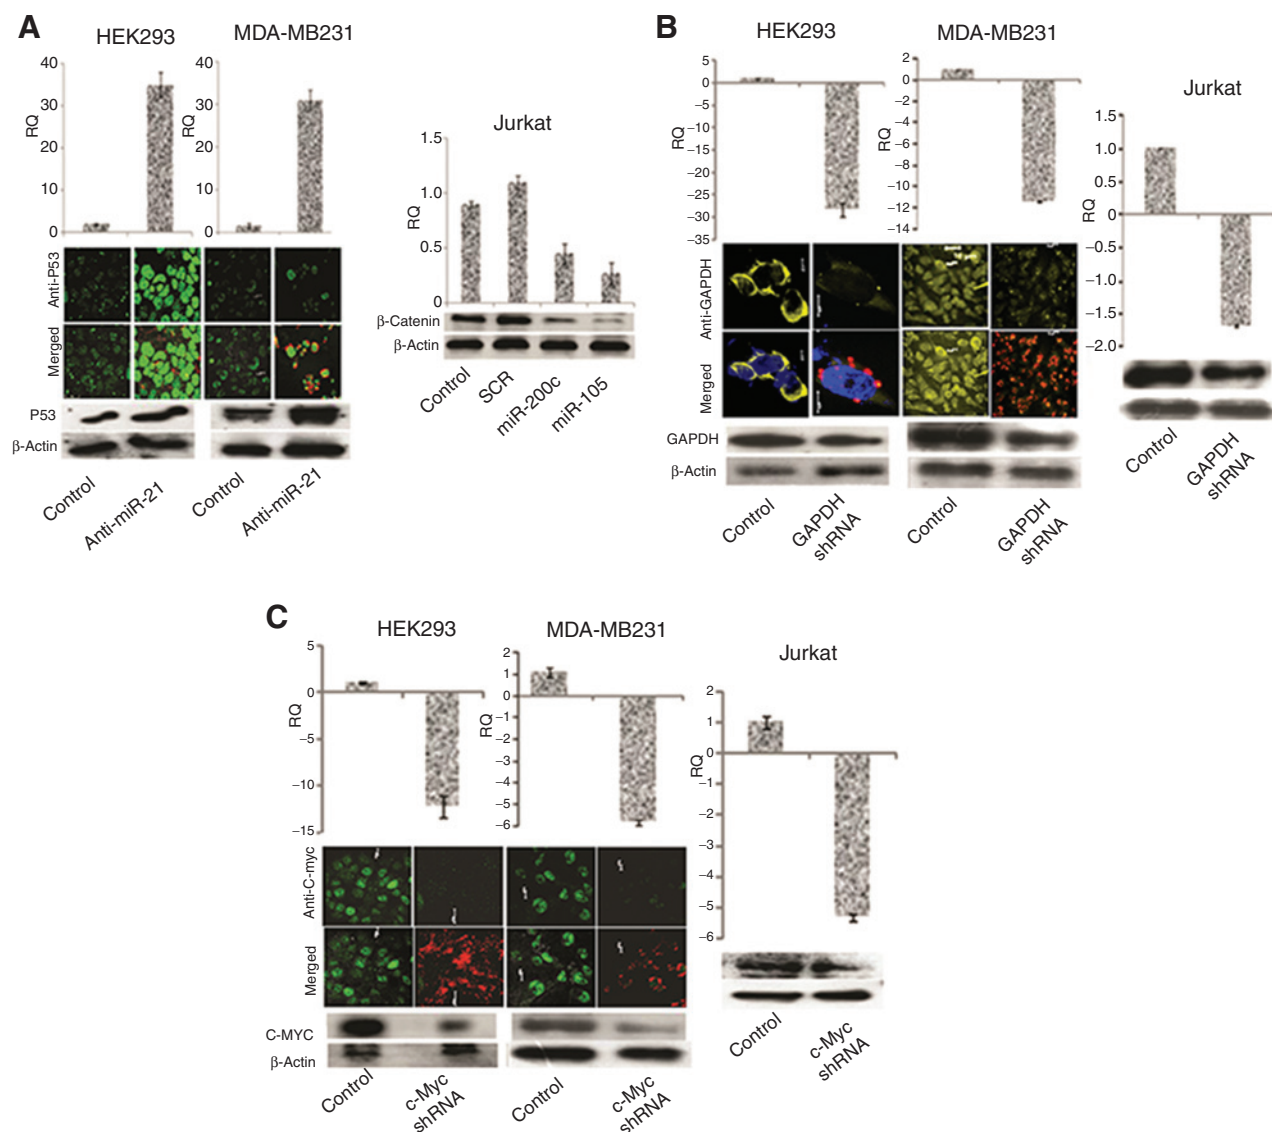 A
HEK293
MDA-MB231
40
30
20
10
0
RQ
40
30
20
10
0
RQ
Anti-P53
Merged
P53
β-Actin
Control
Anti-miR-21
Control
Anti-miR-21
Jurkat
1.5
1.0
0.5
0
RQ
β-Catenin
β-Actin
Control
SCR
miR-200c
miR-105
B
HEK293
MDA-MB231
Jurkat
5
0
−5
−10
−15
−20
−25
−30
−35
RQ
2
0
−2
−4
−6
−8
−10
−12
−14
RQ
1.5
1.0
0.5
0
−0.5
−1.0
−1.5
−2.0
RQ
Anti-GAPDH
Merged
GAPDH
β-Actin
Control
GAPDH
shRNA
Control
GAPDH
shRNA
Control
GAPDH
shRNA
C
HEK293
MDA-MB231
Jurkat
5
0
−5
−10
−15
RQ
2
1
0
−1
−2
−3
−4
−5
−6
RQ
2
1
0
−1
−2
−3
−4
−5
−6
RQ
Anti-C-myc
Merged
C-MYC
β-Actin
Control
c-Myc
shRNA
Control
c-Myc
shRNA
Control
c-Myc
shRNA